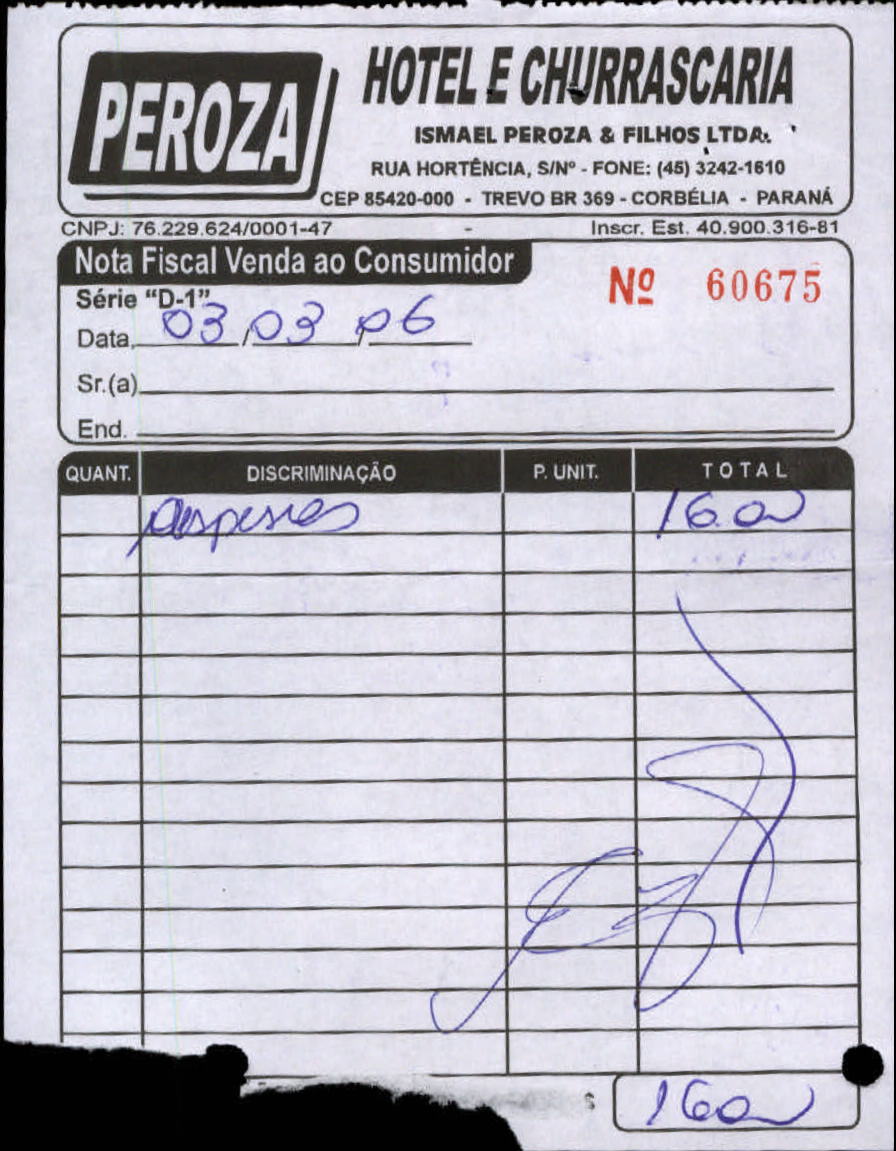 PEROZA
HOTEL E CHURRASCARIA
ISMAEL PEROZA & FILHOS LTDA.
RUA HORTÊNCIA, S/Nº - FONE: (45) 3242-1610
CEP 85420-000 - TREVO BR 369 - CORBÉLIA - PARANÁ
CNPJ: 76.229.624/0001-47 - Inscr. Est. 40.900.316-81
Nota Fiscal Venda ao Consumidor
Série “D-1” Nº 60675
Data 03/03/06
Sr.(a)
End.
QUANT. DISCRIMINAÇÃO P. UNIT. TOTAL
despesas 16.00
1600